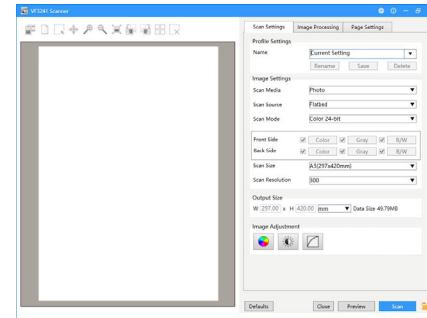 VF3241 Scanner
Scan Settings Image Processing Page Settings
Profile Settings
Name Current Setting
Rename Save Delete
Image Settings
Scan Media Photo
Scan Source Flatbed
Scan Mode Color 24-bit
Front Side Color Gray B/W
Back Side Color Gray B/W
Scan Size A3(297x420mm)
Scan Resolution 300
Output Size
W 297.00 x H 420.00 mm Data Size 49.79MB
Image Adjustment
Defaults Close Preview Scan